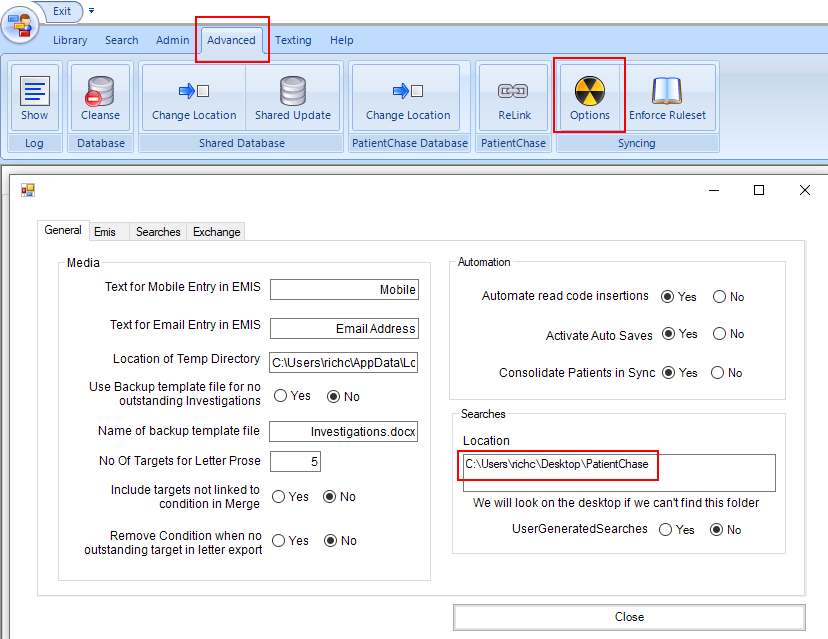 Exit
Library Search Admin Advanced Texting Help
Show Cleanse Change Location Shared Update Change Location ReLink Options Enforce Ruleset
Log Database Shared Database PatientChase Database PatientChase Syncing
General Emis Searches Exchange
Media
Text for Mobile Entry in EMIS Mobile
Text for Email Entry in EMIS Email Address
Location of Temp Directory C:\Users\richc\AppData\Lc
Use Backup template file for no
outstanding Investigations Yes No
Name of backup template file Investigations.docx
No Of Targets for Letter Prose 5
Include targets not linked to
condition in Merge Yes No
Remove Condition when no
outstanding target in letter export Yes No
Automation
Automate read code insertions Yes No
Activate Auto Saves Yes No
Consolidate Patients in Sync Yes No
Searches
Location
C:\Users\richc\Desktop\PatientChase
We will look on the desktop if we can't find this folder
UserGeneratedSearches Yes No
Close